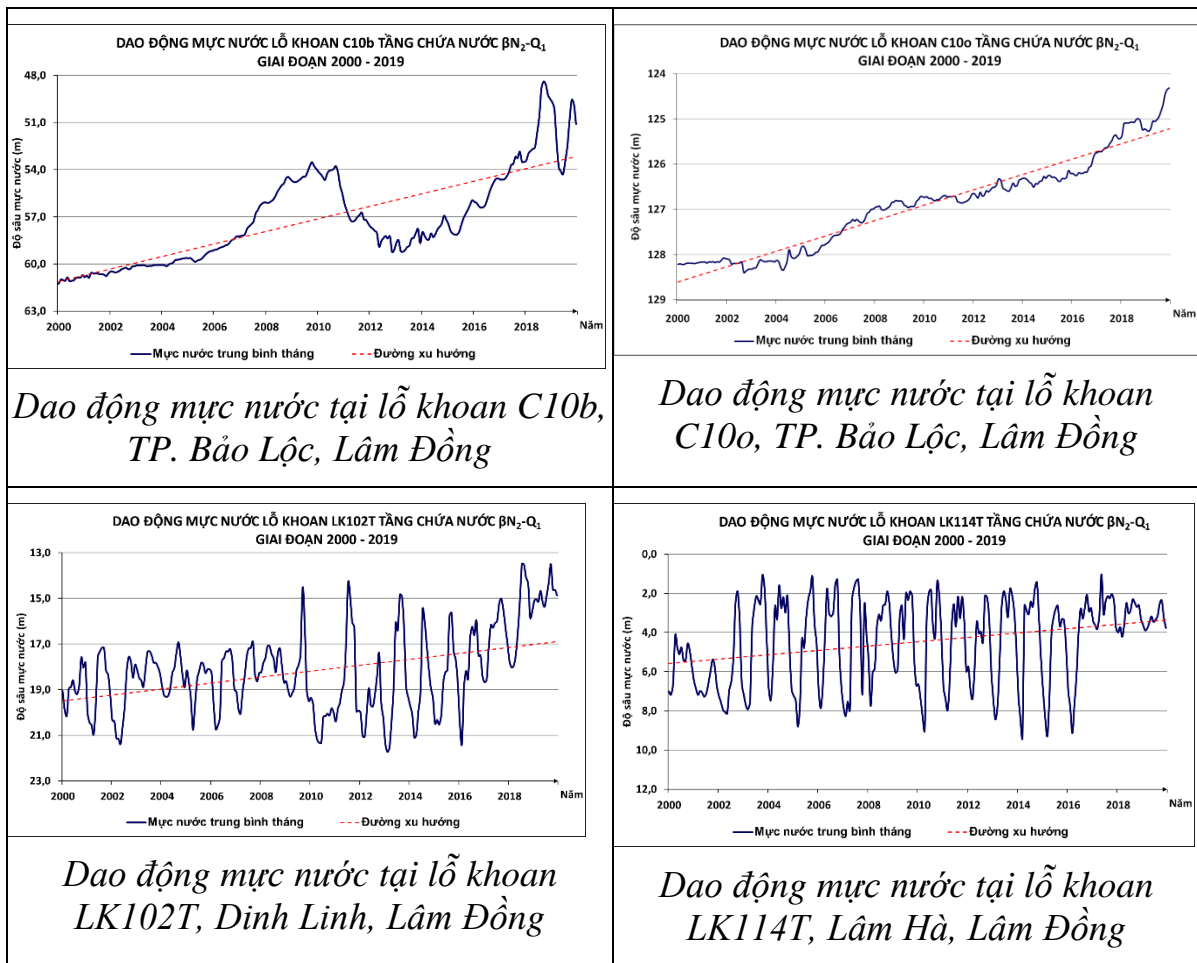 DAO ĐỘNG MỰC NƯỚC LỖ KHOAN C10b TẦNG CHỨA NƯỚC βN₂-Q₁
GIAI ĐOẠN 2000 - 2019
Độ sâu mực nước (m)
48,0
51,0
54,0
57,0
60,0
63,0
2000 2002 2004 2006 2008 2010 2012 2014 2016 2018 Năm
Mực nước trung bình tháng Đường xu hướng
Dao động mực nước tại lỗ khoan C10b,
TP. Bảo Lộc, Lâm Đồng
DAO ĐỘNG MỰC NƯỚC LỖ KHOAN C10o TẦNG CHỨA NƯỚC βN₂-Q₁
GIAI ĐOẠN 2000 - 2019
Độ sâu mực nước (m)
124
125
126
127
128
129
2000 2002 2004 2006 2008 2010 2012 2014 2016 2018 Năm
Mực nước trung bình tháng Đường xu hướng
Dao động mực nước tại lỗ khoan
C10o, TP. Bảo Lộc, Lâm Đồng
DAO ĐỘNG MỰC NƯỚC LỖ KHOAN LK102T TẦNG CHỨA NƯỚC βN₂-Q₁
GIAI ĐOẠN 2000 - 2019
Độ sâu mực nước (m)
13,0
15,0
17,0
19,0
21,0
23,0
2000 2002 2004 2006 2008 2010 2012 2014 2016 2018 Năm
Mực nước trung bình tháng Đường xu hướng
Dao động mực nước tại lỗ khoan
LK102T, Dinh Linh, Lâm Đồng
DAO ĐỘNG MỰC NƯỚC LỖ KHOAN LK114T TẦNG CHỨA NƯỚC βN₂-Q₁
GIAI ĐOẠN 2000 - 2019
Độ sâu mực nước (m)
0,0
2,0
4,0
6,0
8,0
10,0
12,0
2000 2002 2004 2006 2008 2010 2012 2014 2016 2018 Năm
Mực nước trung bình tháng Đường xu hướng
Dao động mực nước tại lỗ khoan
LK114T, Lâm Hà, Lâm Đồng